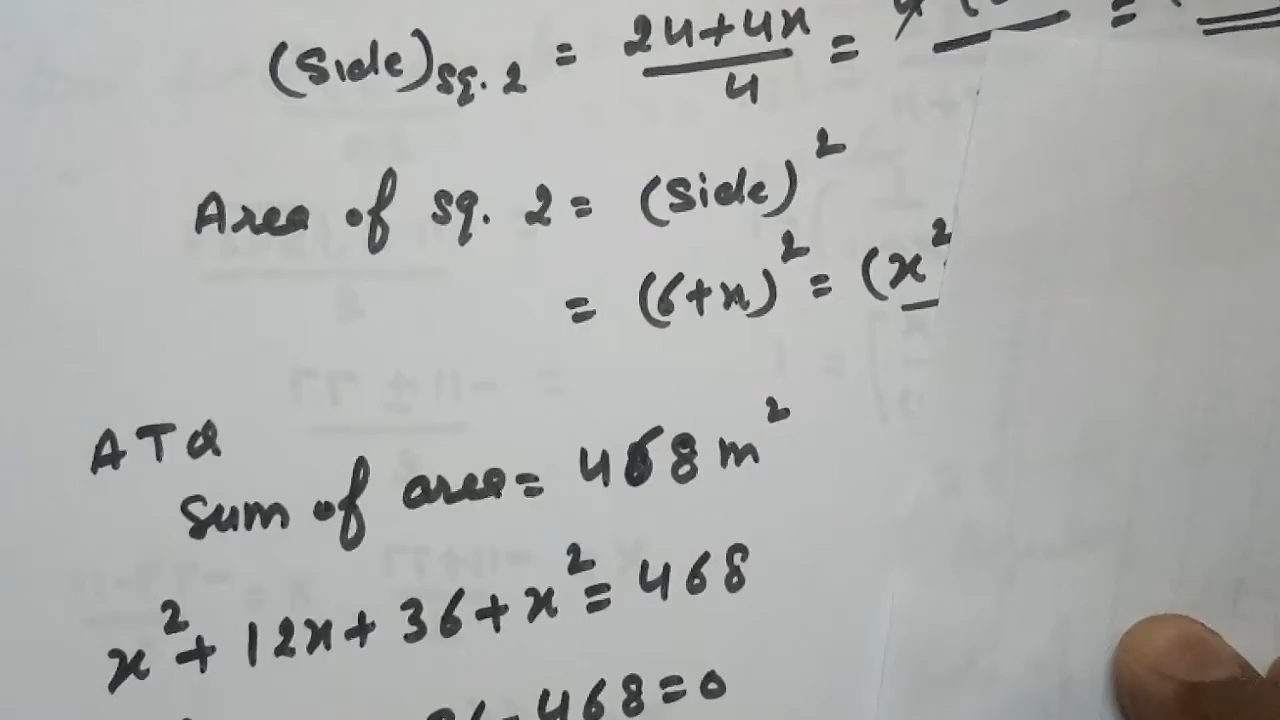 (Side)sq. 2 = 24+4x / 4 = =
Area of sq. 2 = (Side)²
= (6+x)² = (x²
ATQ
Sum of area = 468 m²
x² + 12x + 36 + x² = 468
- 468 = 0